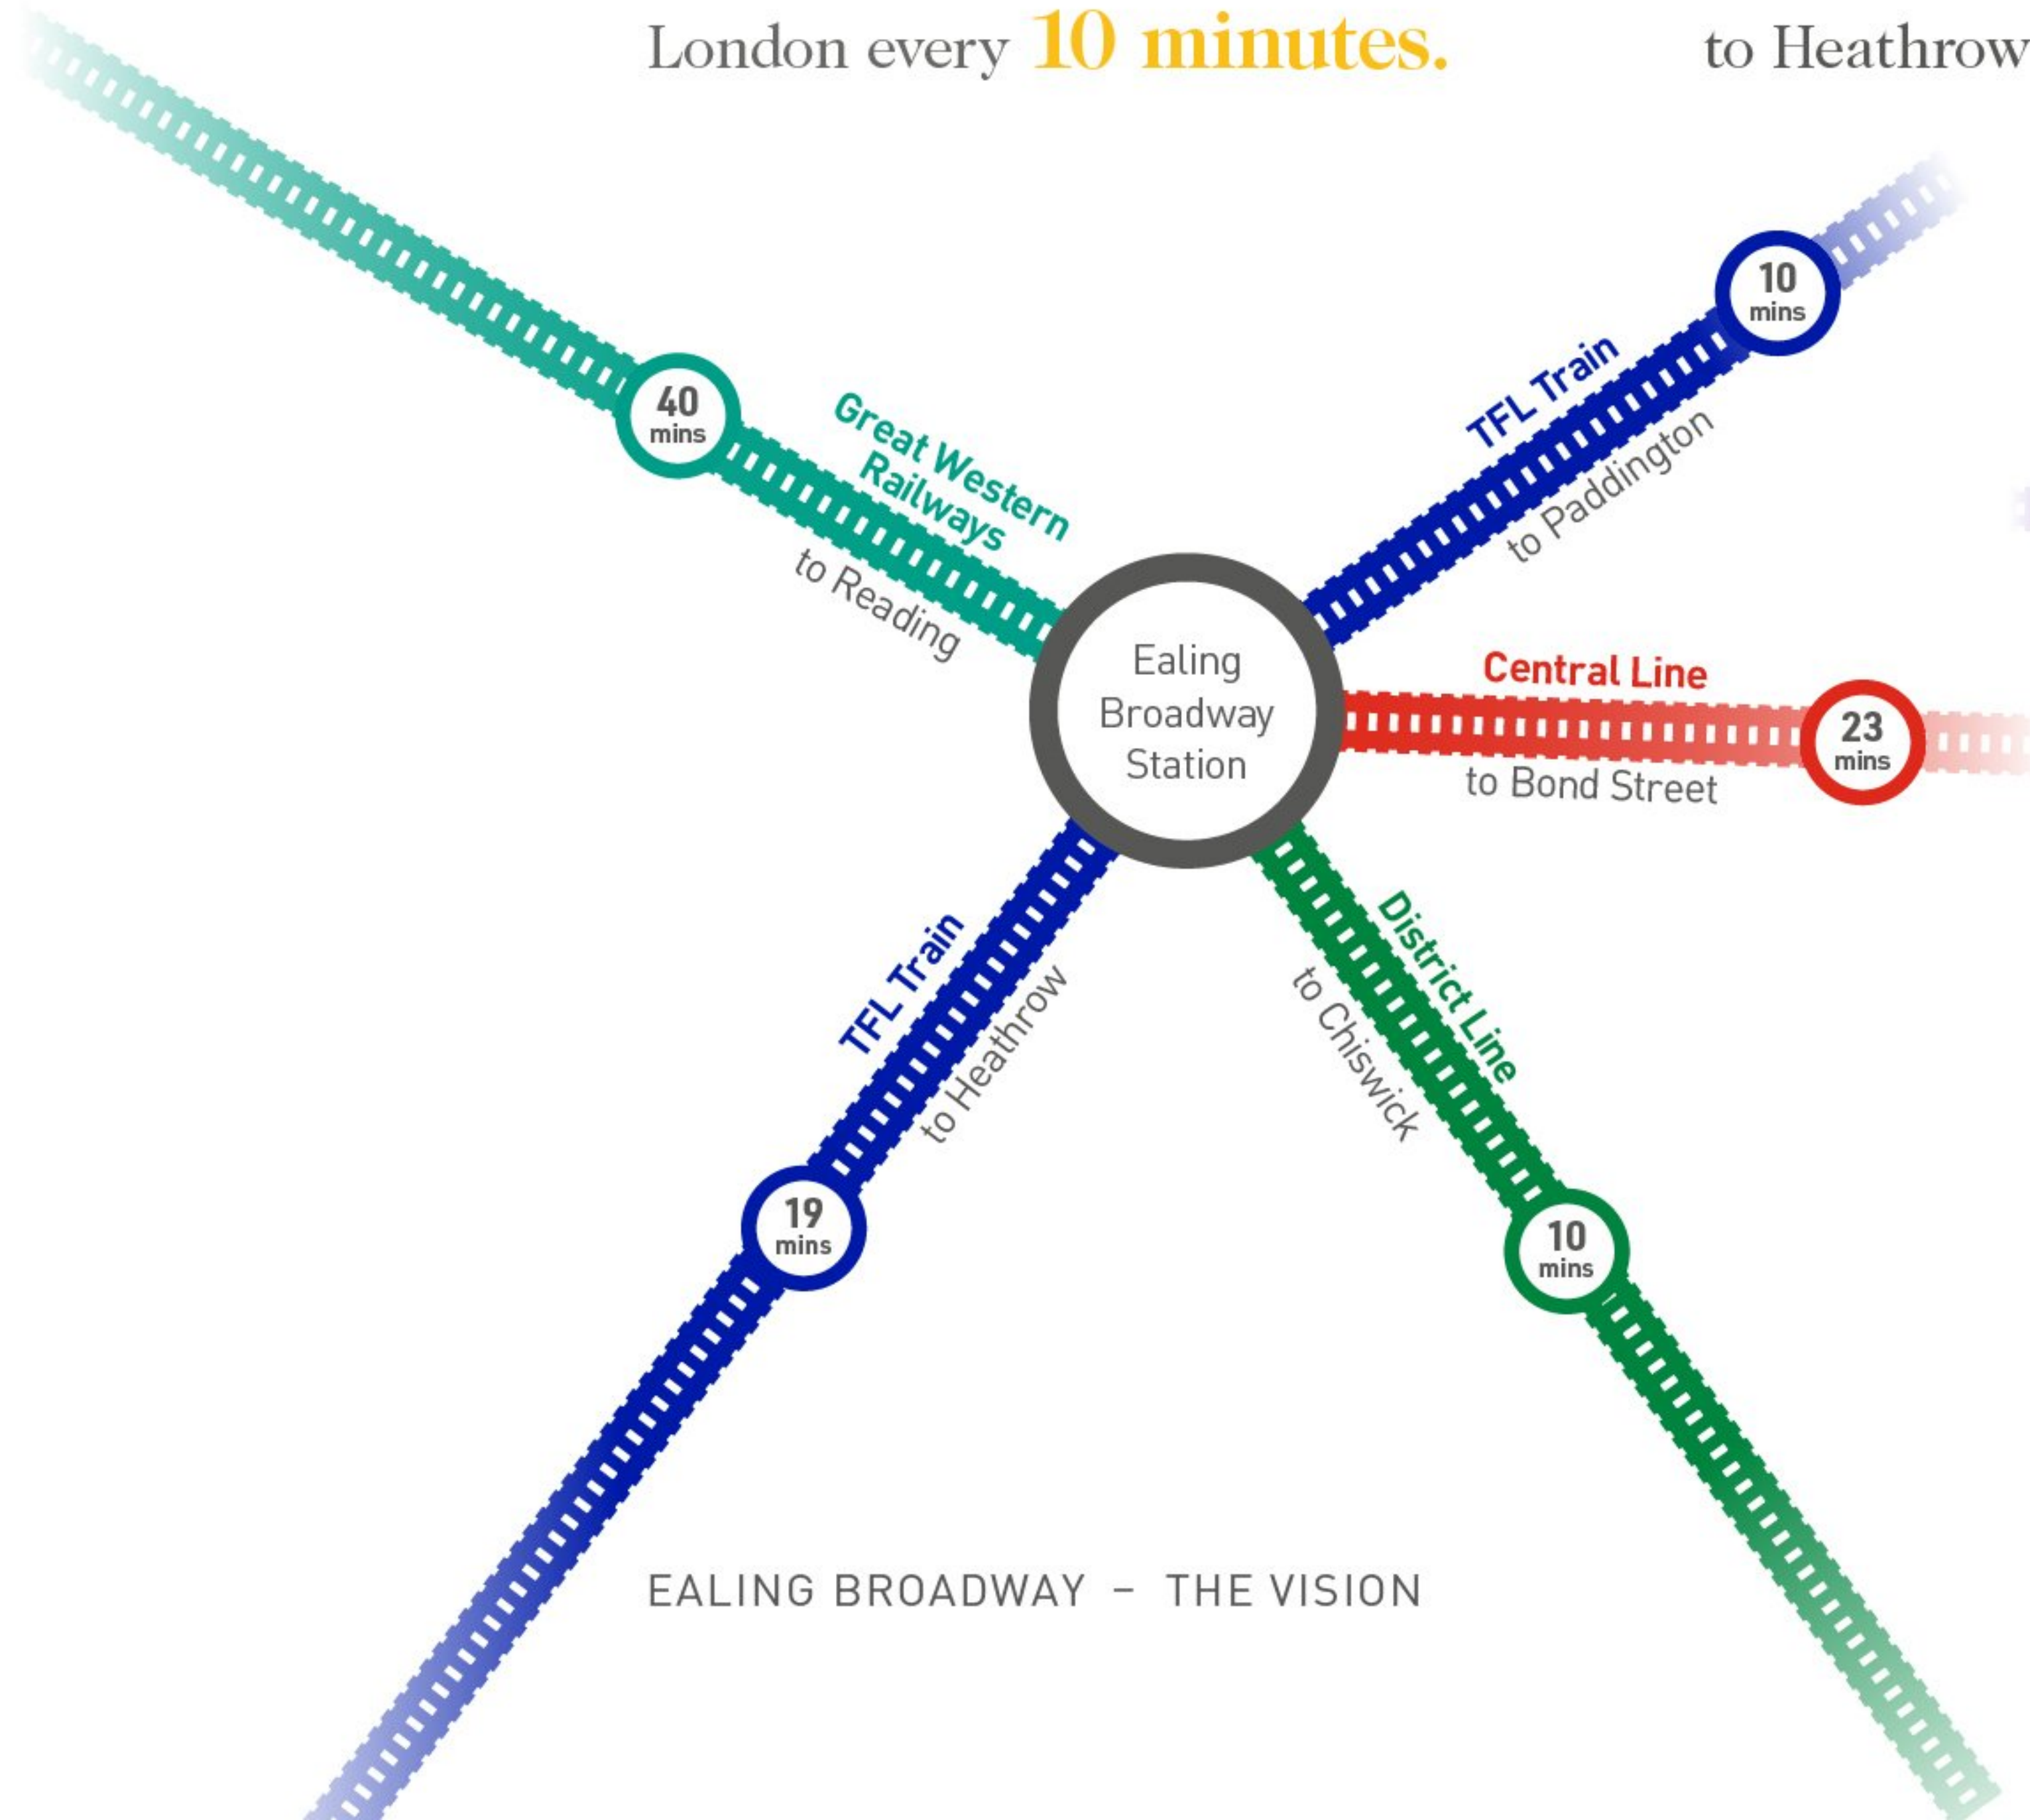 London every 10 minutes.
to Heathrow
10
mins
TFL Train
to Paddington
40
mins
Great Western
Railways
to Reading
Ealing
Broadway
Station
Central Line
to Bond Street
23
mins
TFL Train
to Heathrow
19
mins
District Line
to Chiswick
10
mins
EALING BROADWAY – THE VISION